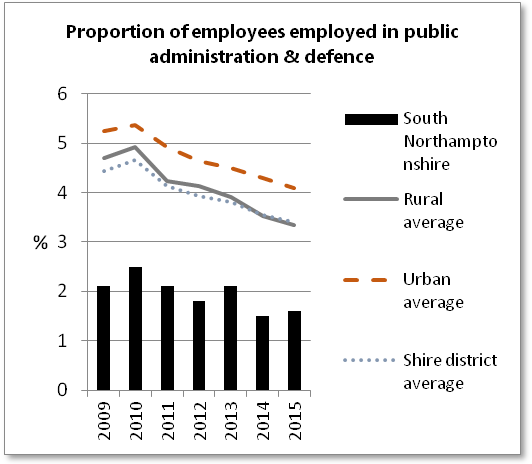 Proportion of employees employed in public
administration & defence
6
5
4
3
2
1
0
%
2009
2010
2011
2012
2013
2014
2015
South
Northampto
nshire
Rural
average
Urban
average
Shire district
average